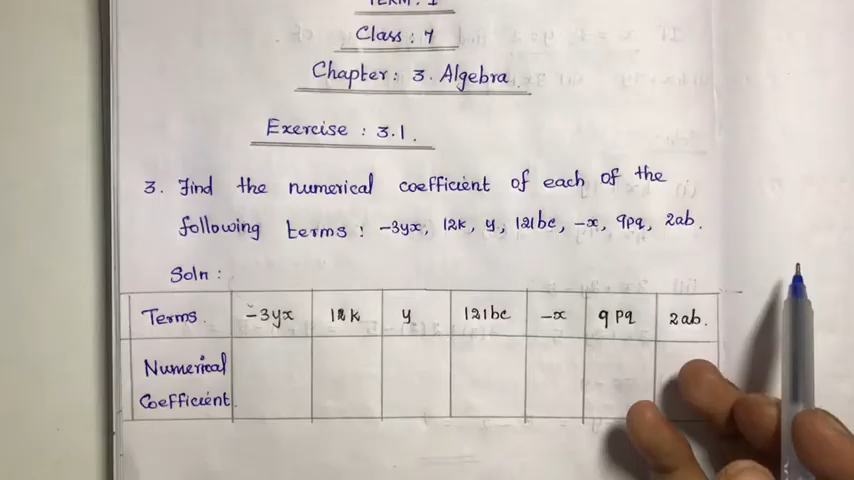 TERM : I
Class : 7
Chapter : 3. Algebra.
Exercise : 3.1.
3. Find the numerical coefficient of each of the
following terms : -3yx, 12k, y, 121bc, -x, 9pq, 2ab.
Soln :
Terms. -3yx 12k y 121bc -x 9pq 2ab.
Numerical
Coefficient.